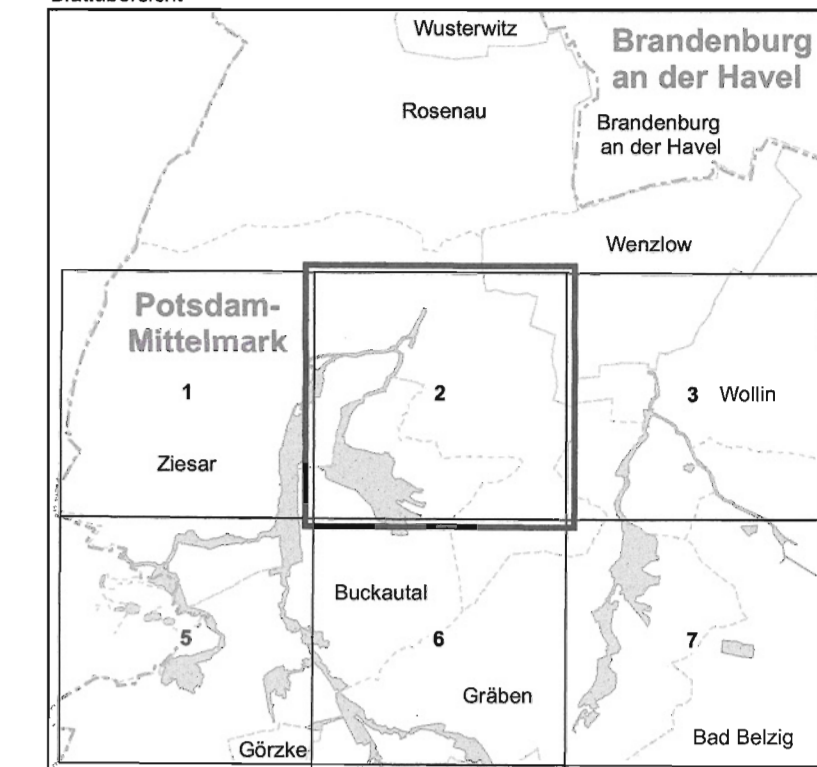 Wusterwitz
Brandenburg
an der Havel
Rosenau
Brandenburg
an der Havel
Wenzlow
Potsdam-
Mittelmark
1
2
3 Wollin
Ziesar
Buckautal
5
6
7
Gräben
Görzke
Bad Belzig